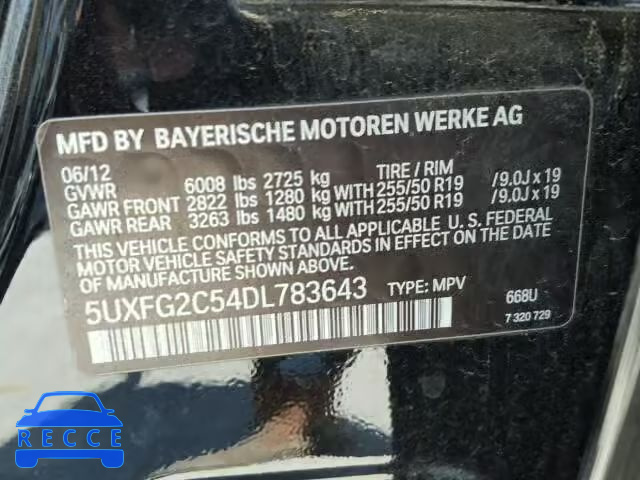 MFD BY BAYERISCHE MOTOREN WERKE AG
06/12 TIRE / RIM
GVWR 6008 lbs 2725 kg
GAWR FRONT 2822 lbs 1280 kg WITH 255/50 R19 /9.0J x 19
GAWR REAR 3263 lbs 1480 kg WITH 255/50 R19 /9.0J x 19
THIS VEHICLE CONFORMS TO ALL APPLICABLE U. S. FEDERAL
MOTOR VEHICLE SAFETY STANDARDS IN EFFECT ON THE DATE
OF MANUFACTURE SHOWN ABOVE.
5UXFG2C54DL783643 TYPE: MPV 668U
7 320 729
RECCE